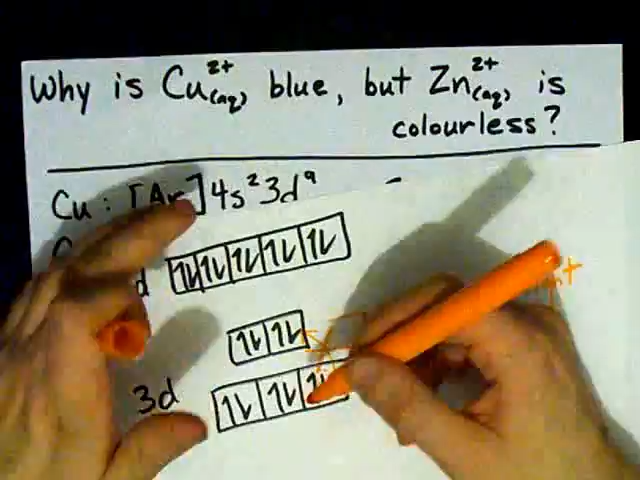 Why is Cu²⁺(aq) blue, but Zn²⁺(aq) is
colourless?
Cu : [Ar] 4s² 3d⁹
d
3d